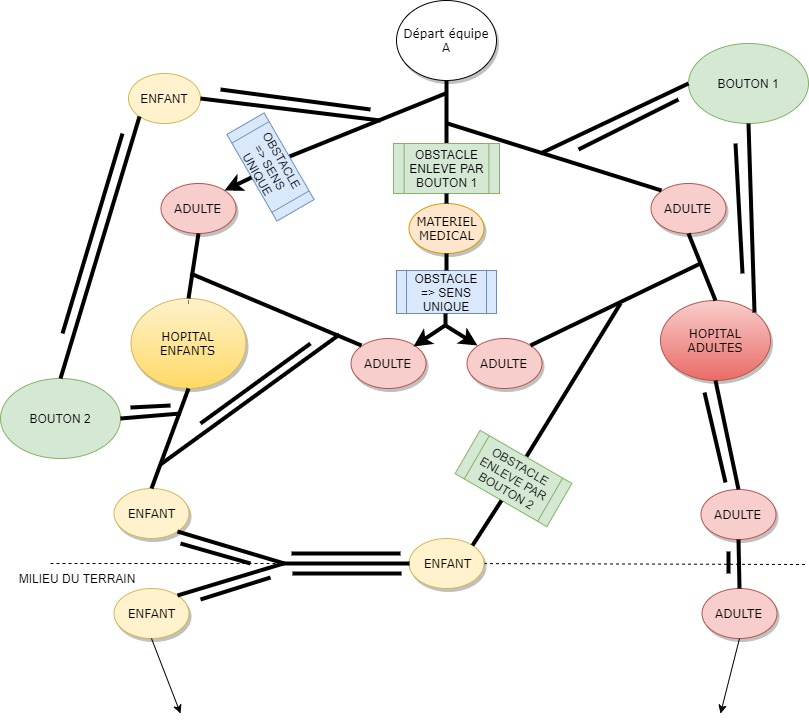 Départ équipe
A
BOUTON 1
ENFANT
OBSTACLE
=> SENS
UNIQUE
OBSTACLE
ENLEVE PAR
BOUTON 1
ADULTE
MATERIEL
MEDICAL
ADULTE
OBSTACLE
=> SENS
UNIQUE
HOPITAL
ENFANTS
HOPITAL
ADULTES
ADULTE
ADULTE
BOUTON 2
OBSTACLE
ENLEVE PAR
BOUTON 2
ENFANT
ADULTE
ENFANT
MILIEU DU TERRAIN
ENFANT
ADULTE